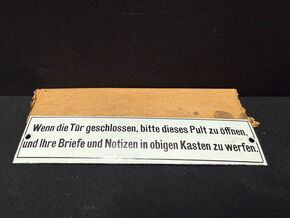 Wenn die Tür geschlossen, bitte dieses Pult zu öffnen,
und Ihre Briefe und Notizen in obigen Kasten zu werfen.